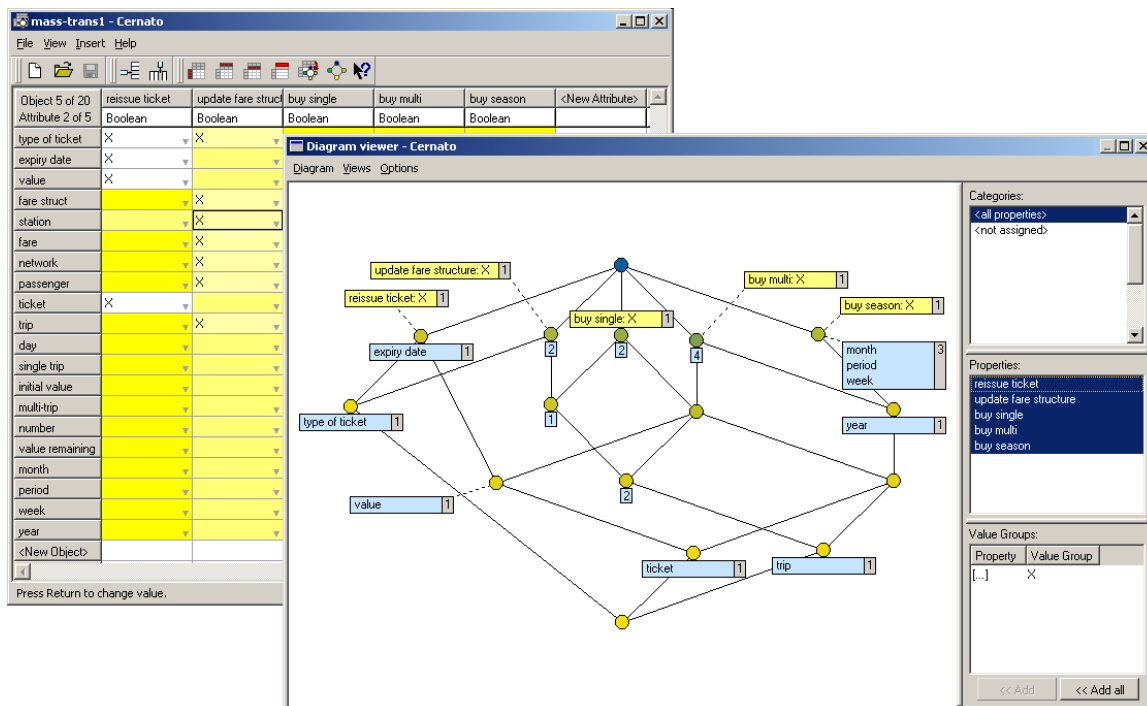 mass-trans1 - Cernato
File View Insert Help
Object 5 of 20
Attribute 2 of 5
reissue ticket update fare struct buy single buy multi buy season <New Attribute>
Boolean Boolean Boolean Boolean Boolean
type of ticket X X
expiry date X
value X
fare struct X
station X
fare X
network X
passenger X
ticket X
trip X
day
single trip
initial value
multi-trip
number
value remaining
month
period
week
year
<New Object>
Press Return to change value.
Diagram viewer - Cernato
Diagram Views Options
update fare structure: X 1
reissue ticket: X 1
buy multi: X 1
buy season: X 1
buy single: X 1
expiry date 1
2
2
4
month 3
period
week
type of ticket 1
1
year 1
value 1
2
ticket 1
trip 1
Categories:
<all properties>
<not assigned>
Properties:
reissue ticket
update fare structure
buy single
buy multi
buy season
Value Groups:
Property Value Group
[...] X
<< Add << Add all